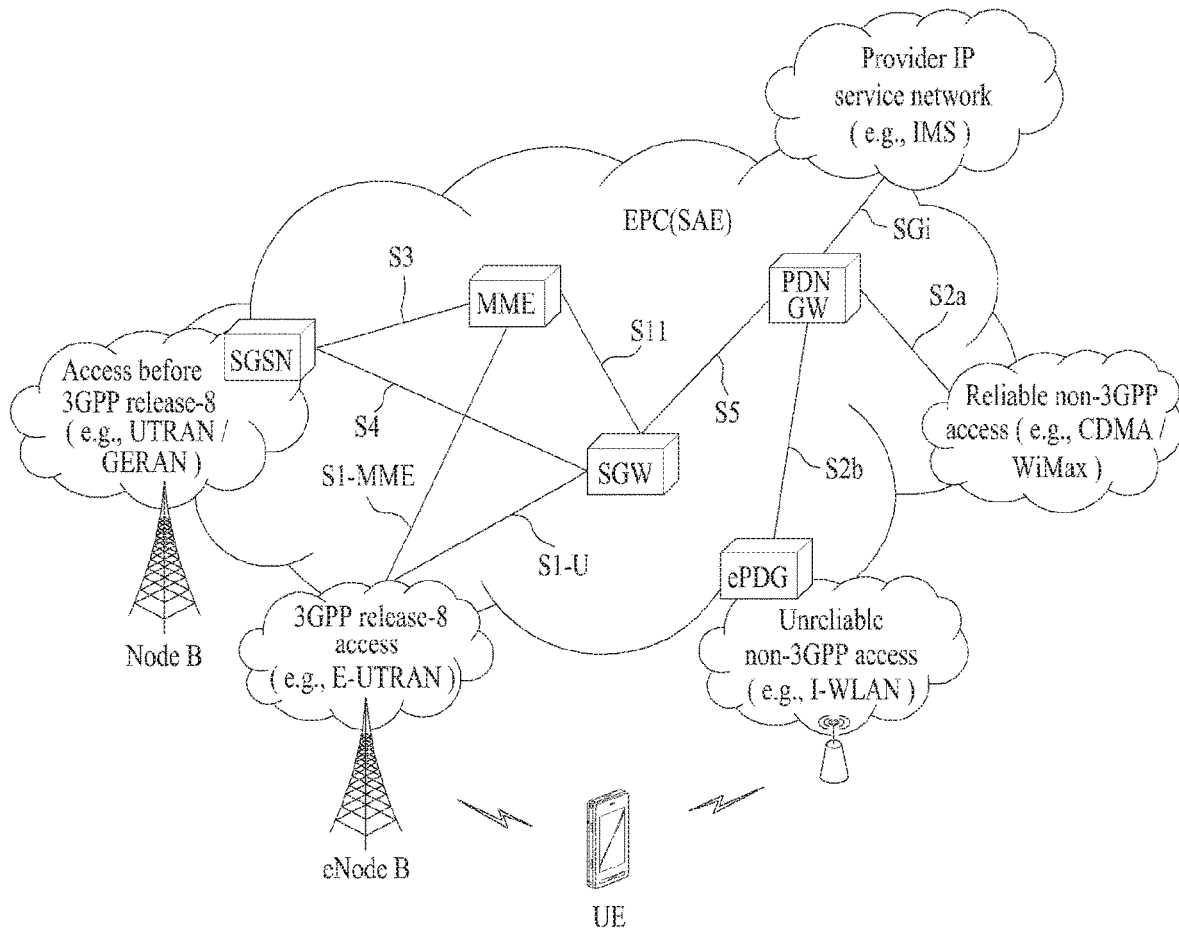 Provider IP
service network
( e.g., IMS )
EPC(SAE)
SGi
S3
MME
PDN
GW
S2a
SGSN
S11
Access before
3GPP release-8
( e.g., UTRAN /
GERAN )
S4
S5
Reliable non-3GPP
access ( e.g., CDMA /
WiMax )
S1-MME
SGW
S2b
S1-U
ePDG
3GPP release-8
access
( e.g., E-UTRAN )
Unreliable
non-3GPP access
( e.g., I-WLAN )
Node B
eNode B
UE